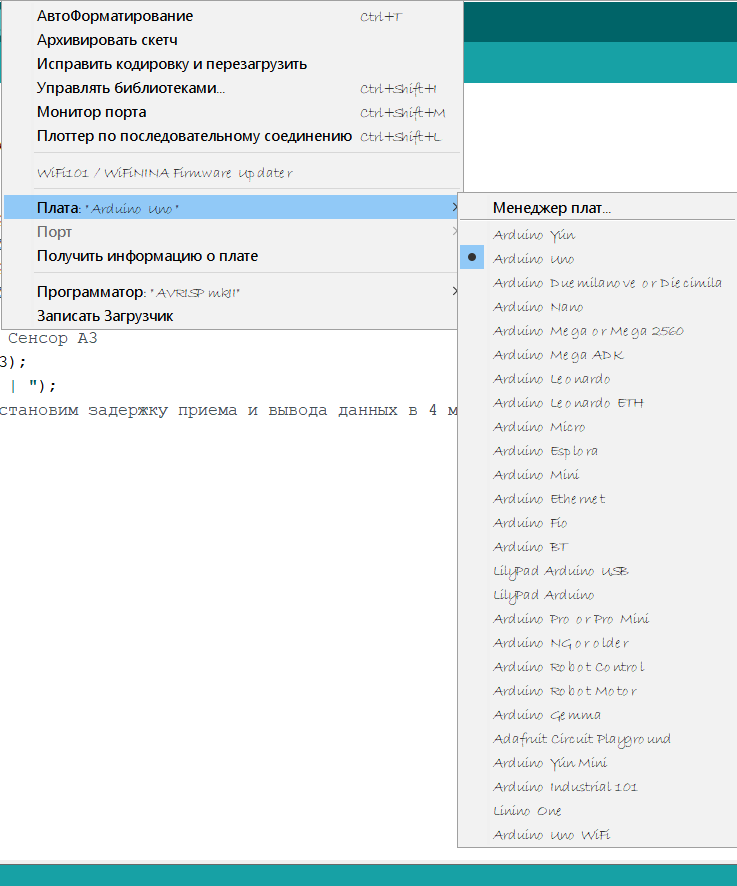 АвтоФорматирование Ctrl+T
Архивировать скетч
Исправить кодировку и перезагрузить
Управлять библиотеками... Ctrl+Shift+I
Монитор порта Ctrl+Shift+M
Плоттер по последовательному соединению Ctrl+Shift+L
WiFi101 / WiFiNINA Firmware Updater
Плата: "Arduino Uno"
Порт
Получить информацию о плате
Программатор: "AVRISP mkII"
Записать Загрузчик
Сенсор A3
3);
| ");
становим задержку приема и вывода данных в 4 м
Менеджер плат...
Arduino Yún
Arduino Uno
Arduino Duemilanove or Diecimila
Arduino Nano
Arduino Mega or Mega 2560
Arduino Mega ADK
Arduino Leonardo
Arduino Leonardo ETH
Arduino Micro
Arduino Esplora
Arduino Mini
Arduino Ethernet
Arduino Fio
Arduino BT
LilyPad Arduino USB
LilyPad Arduino
Arduino Pro or Pro Mini
Arduino NG or older
Arduino Robot Control
Arduino Robot Motor
Arduino Gemma
Adafruit Circuit Playground
Arduino Yún Mini
Arduino Industrial 101
Linino One
Arduino Uno WiFi